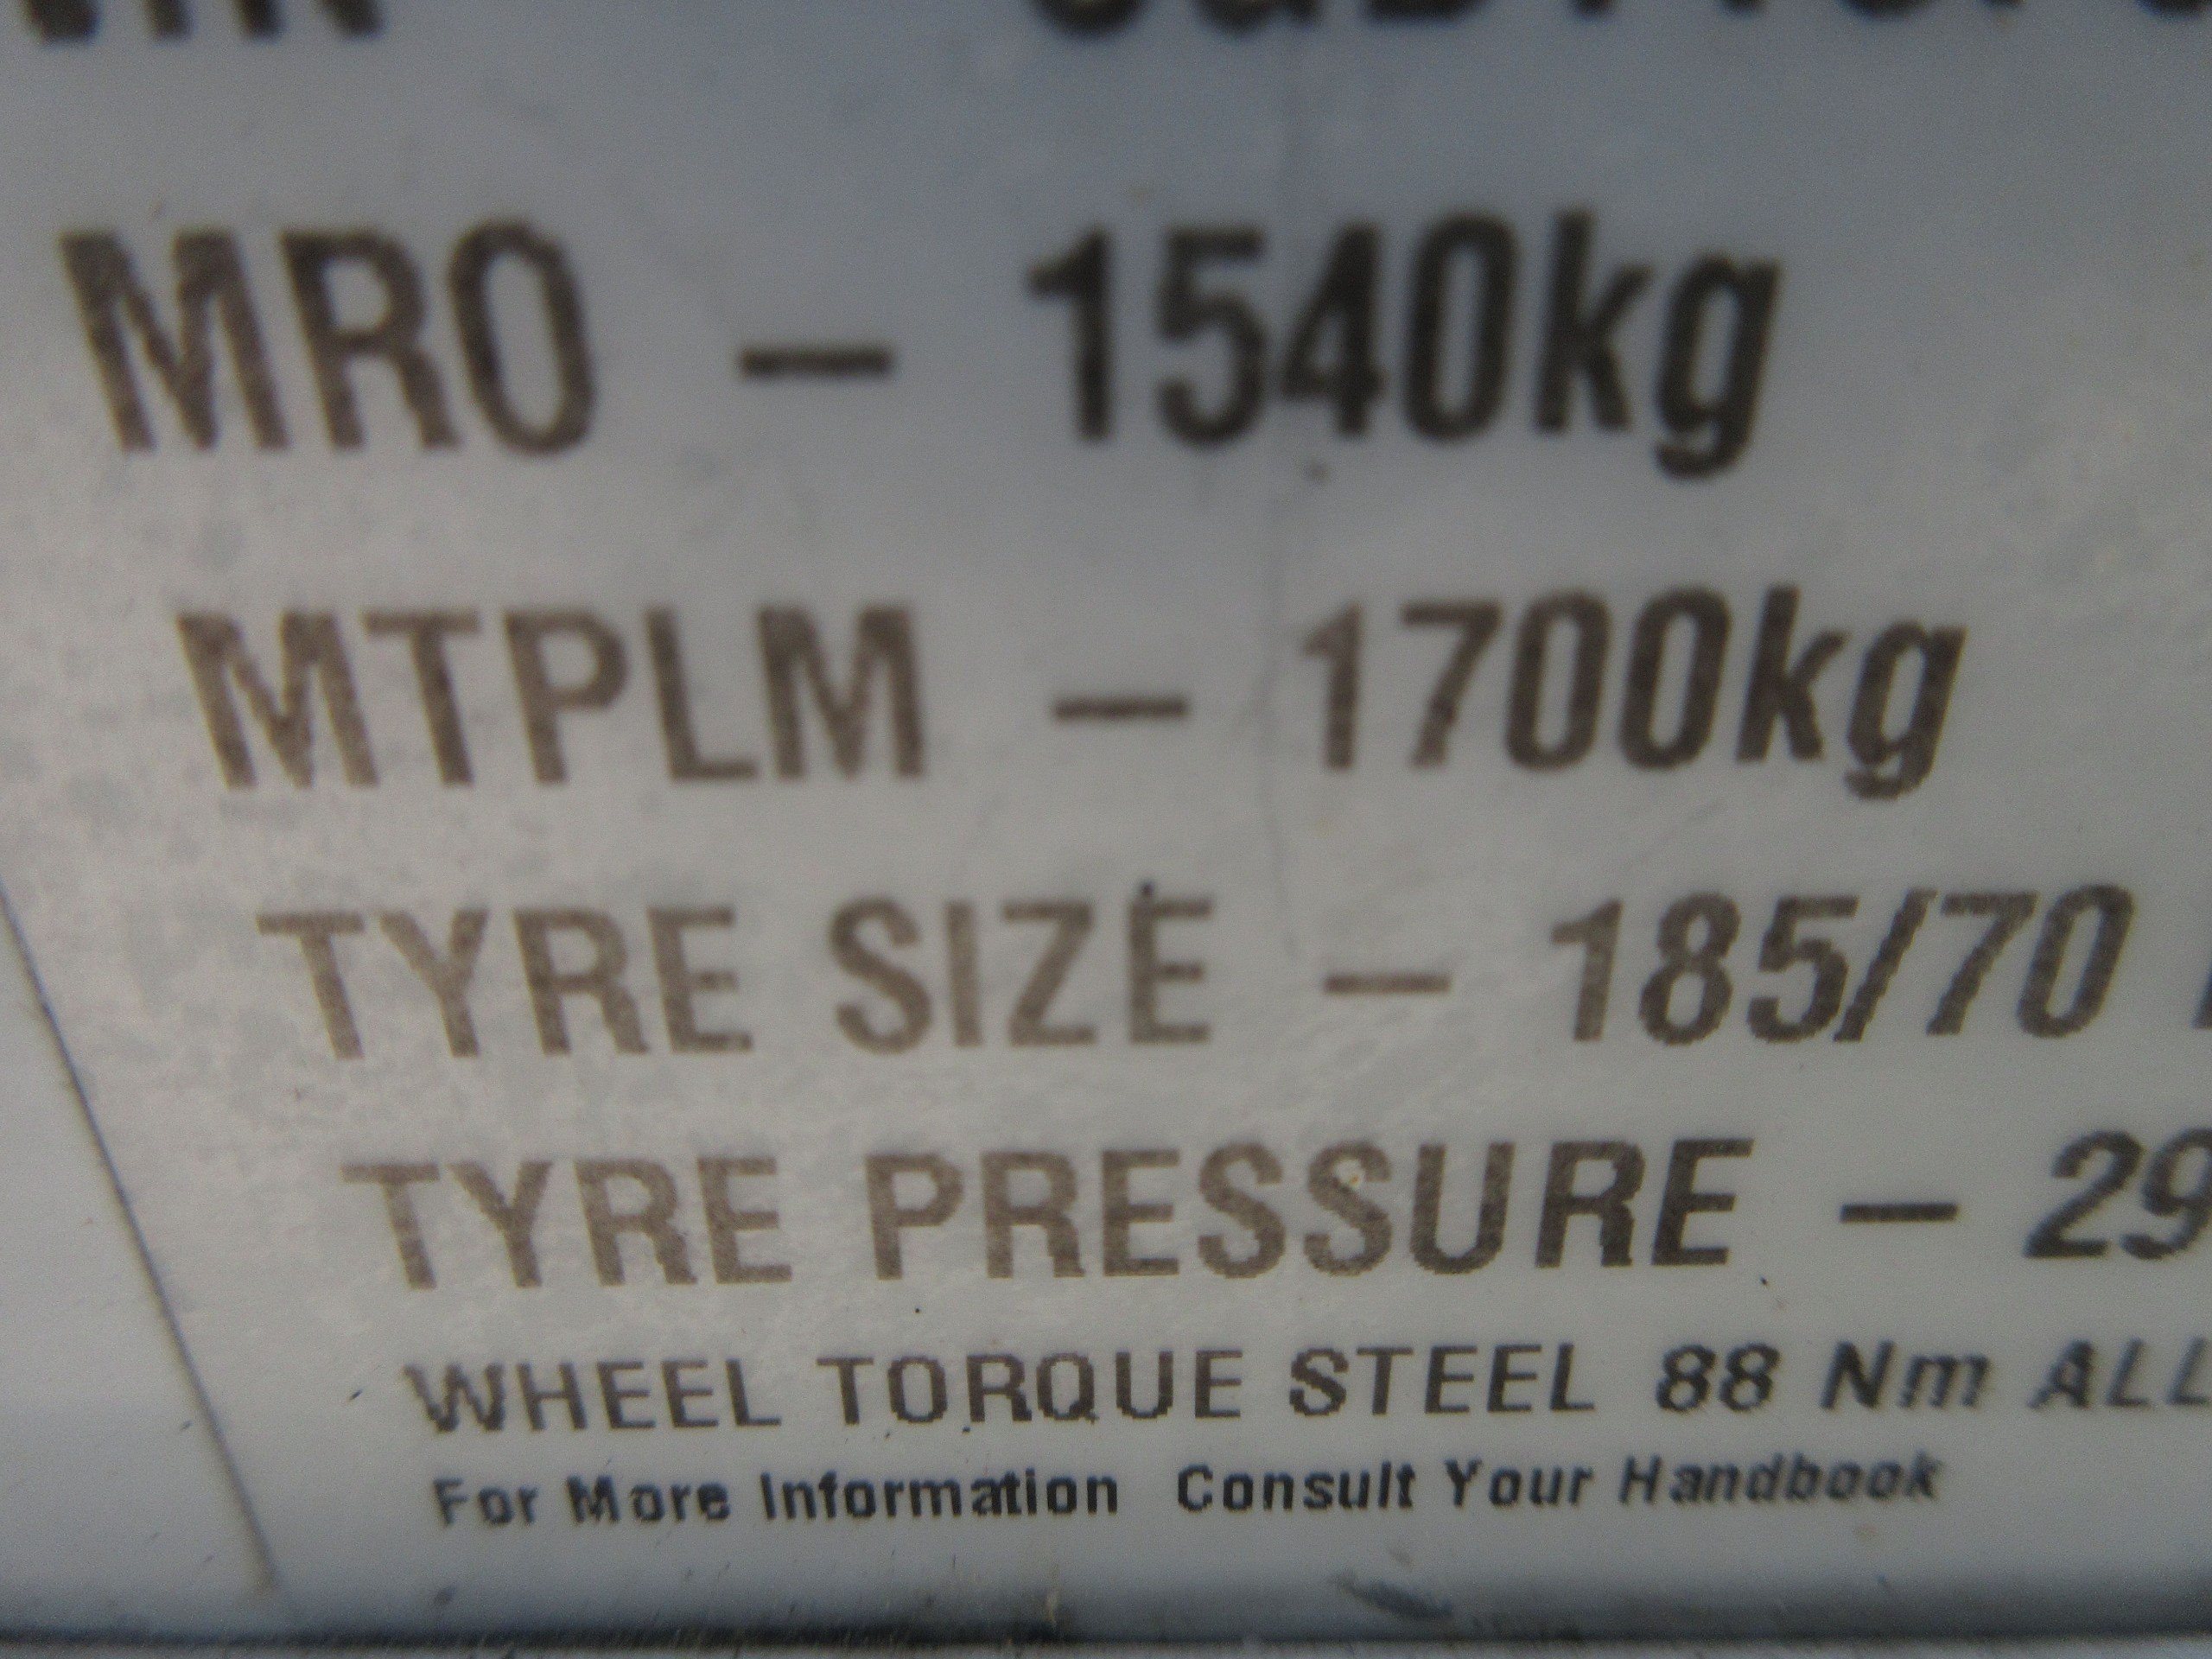 MRO - 1540kg
MTPLM - 1700kg
TYRE SIZE - 185/70
TYRE PRESSURE - 29
WHEEL TORQUE STEEL 88 Nm ALL
For More Information Consult Your Handbook